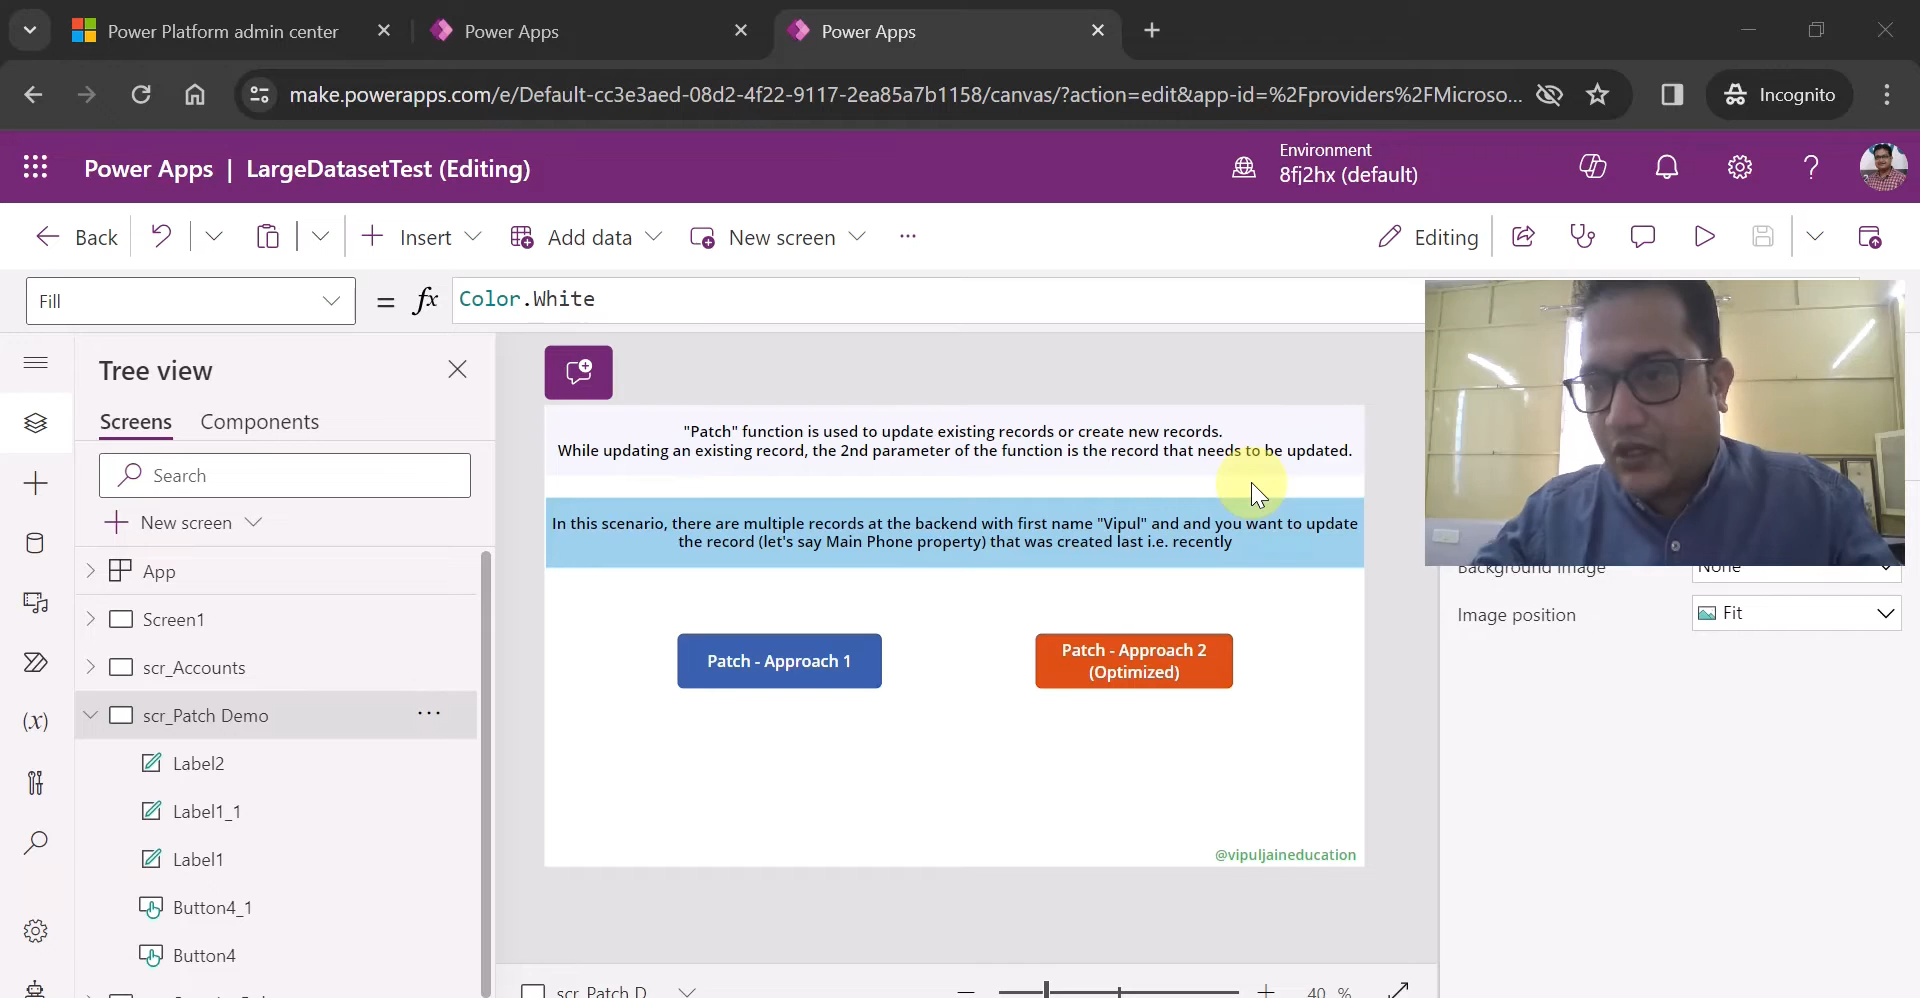 Power Platform admin center
Power Apps
Power Apps
make.powerapps.com/e/Default-cc3e3aed-08d2-4f22-9117-2ea85a7b1158/canvas/?action=edit&app-id=%2Fproviders%2FMicroso...
Incognito
Power Apps | LargeDatasetTest (Editing)
Environment
8fj2hx (default)
Back
Insert
Add data
New screen
Editing
Fill
= fx
Color.White
Tree view
Screens
Components
Search
New screen
App
Screen1
scr_Accounts
scr_Patch Demo
Label2
Label1_1
Label1
Button4_1
Button4
"Patch" function is used to update existing records or create new records.
While updating an existing record, the 2nd parameter of the function is the record that needs to be updated.
In this scenario, there are multiple records at the backend with first name "Vipul" and and you want to update
the record (let's say Main Phone property) that was created last i.e. recently
Patch - Approach 1
Patch - Approach 2
(Optimized)
@vipuljaineducation
Background image
None
Image position
Fit
scr_Patch D
40 %